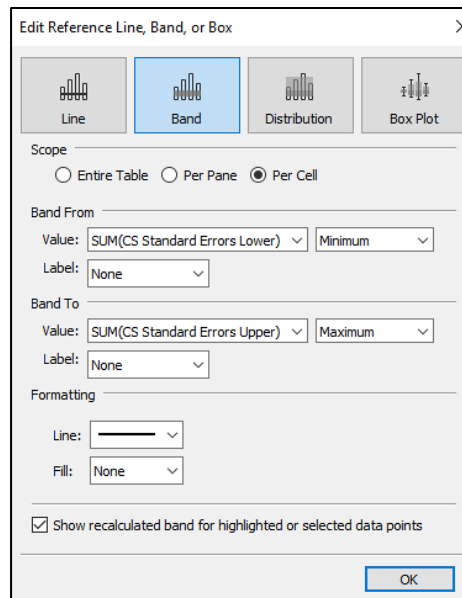 Edit Reference Line, Band, or Box
Line Band Distribution Box Plot
Scope
Entire Table Per Pane Per Cell
Band From
Value: SUM(CS Standard Errors Lower) Minimum
Label: None
Band To
Value: SUM(CS Standard Errors Upper) Maximum
Label: None
Formatting
Line:
Fill: None
Show recalculated band for highlighted or selected data points
OK